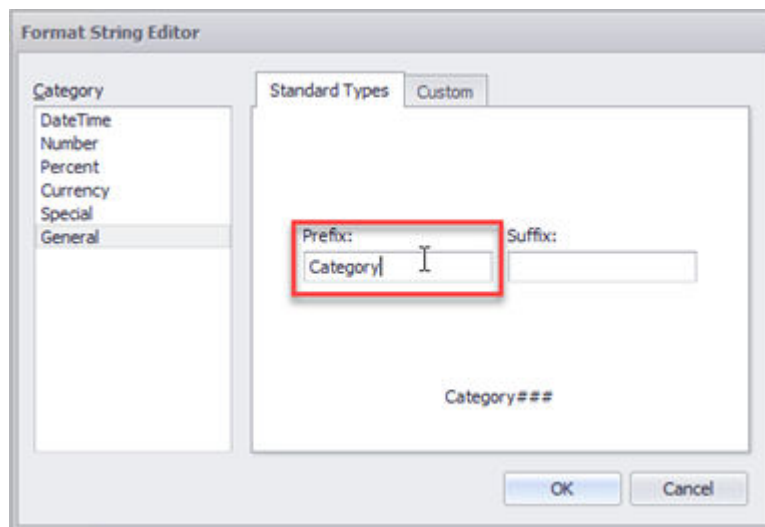 Format String Editor
Category
DateTime
Number
Percent
Currency
Special
General
Standard Types
Custom
Prefix:
Suffix:
Category
Category###
OK
Cancel